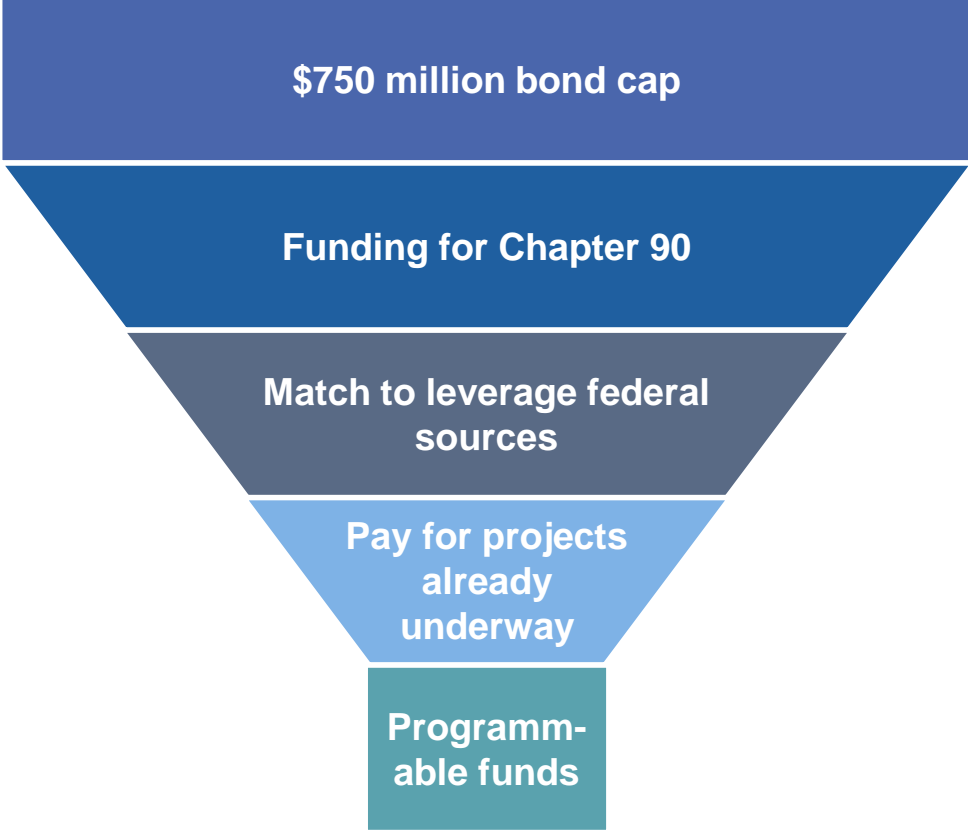 $750 million bond cap
Funding for Chapter 90
Match to leverage federal
sources
Pay for projects
already
underway
Programm-
able funds